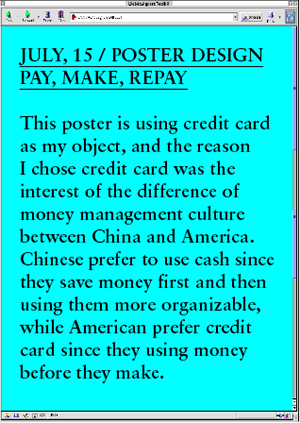 JULY, 15 / POSTER DESIGN
PAY, MAKE, REPAY
This poster is using credit card
as my object, and the reason
I chose credit card was the
interest of the difference of
money management culture
between China and America.
Chinese prefer to use cash since
they save money first and then
using them more organizable,
while American prefer credit
card since they using money
before they make.